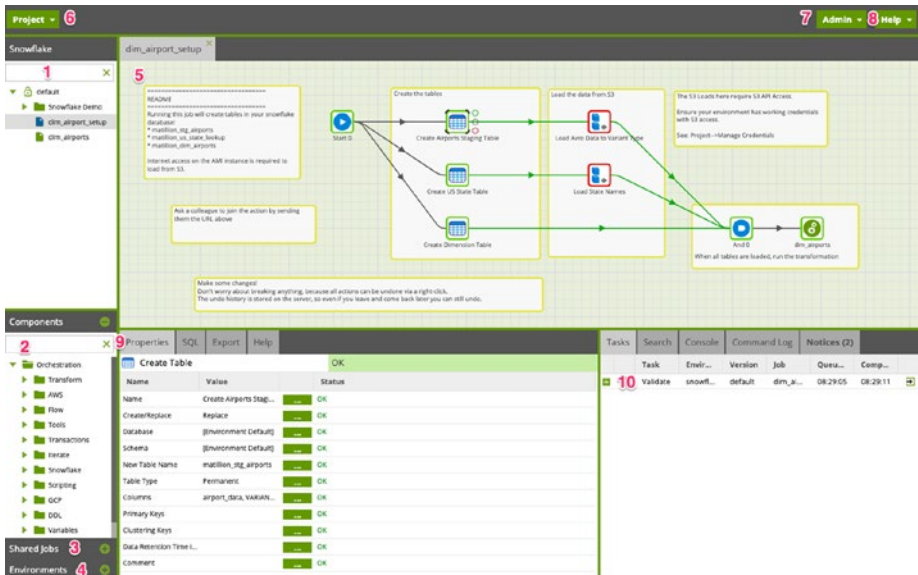 Project 6
7 Admin 8 Help
Snowflake
1
default
Snowflake Demo
dim_airport_setup
dim_airports
dim_airport_setup
5
README
Running this job will create tables in your snowflake
database:
* matillion_stg_airports
* matillion_us_state_lookup
* matillion_dim_airports
Internet access on the AMI instance is required to
load from S3.
Ask a colleague to join the action by sending
them the URL above
Start 0
Create the tables
Create Airports Staging Table
Create US State Table
Create Dimension Table
Load the data from S3
Load Avro Data to Variant Type
Load State Names
The S3 Loads here require S3 API Access.
Ensure your environment has working credentials
with S3 access.
See: Project->Manage Credentials
And 0
dim_airports
When all tables are loaded, run the transformation
Make some changes!
Don't worry about breaking anything, because all actions can be undone via a right-click.
The undo history is stored on the server, so even if you leave and come back later you can still undo.
Components
2
Orchestration
Transform
AWS
Flow
Tools
Transactions
Iterate
Snowflake
Scripting
GCP
DDL
Variables
Shared Jobs 3
Environments 4
9 Properties SQL Export Help
Create Table OK
Name Value Status
Name Create Airports Stagi... ... OK
Create/Replace Replace ... OK
Database [Environment Default] ... OK
Schema [Environment Default] ... OK
New Table Name matillion_stg_airports ... OK
Table Type Permanent ... OK
Columns airport_data, VARIAN... ... OK
Primary Keys ... OK
Clustering Keys ... OK
Data Retention Time i... ... OK
Comment ... OK
Tasks Search Console Command Log Notices (2)
Task Envir... Version Job Queu... Comp...
10 Validate snowfl... default dim_ai... 08:29:05 08:29:11